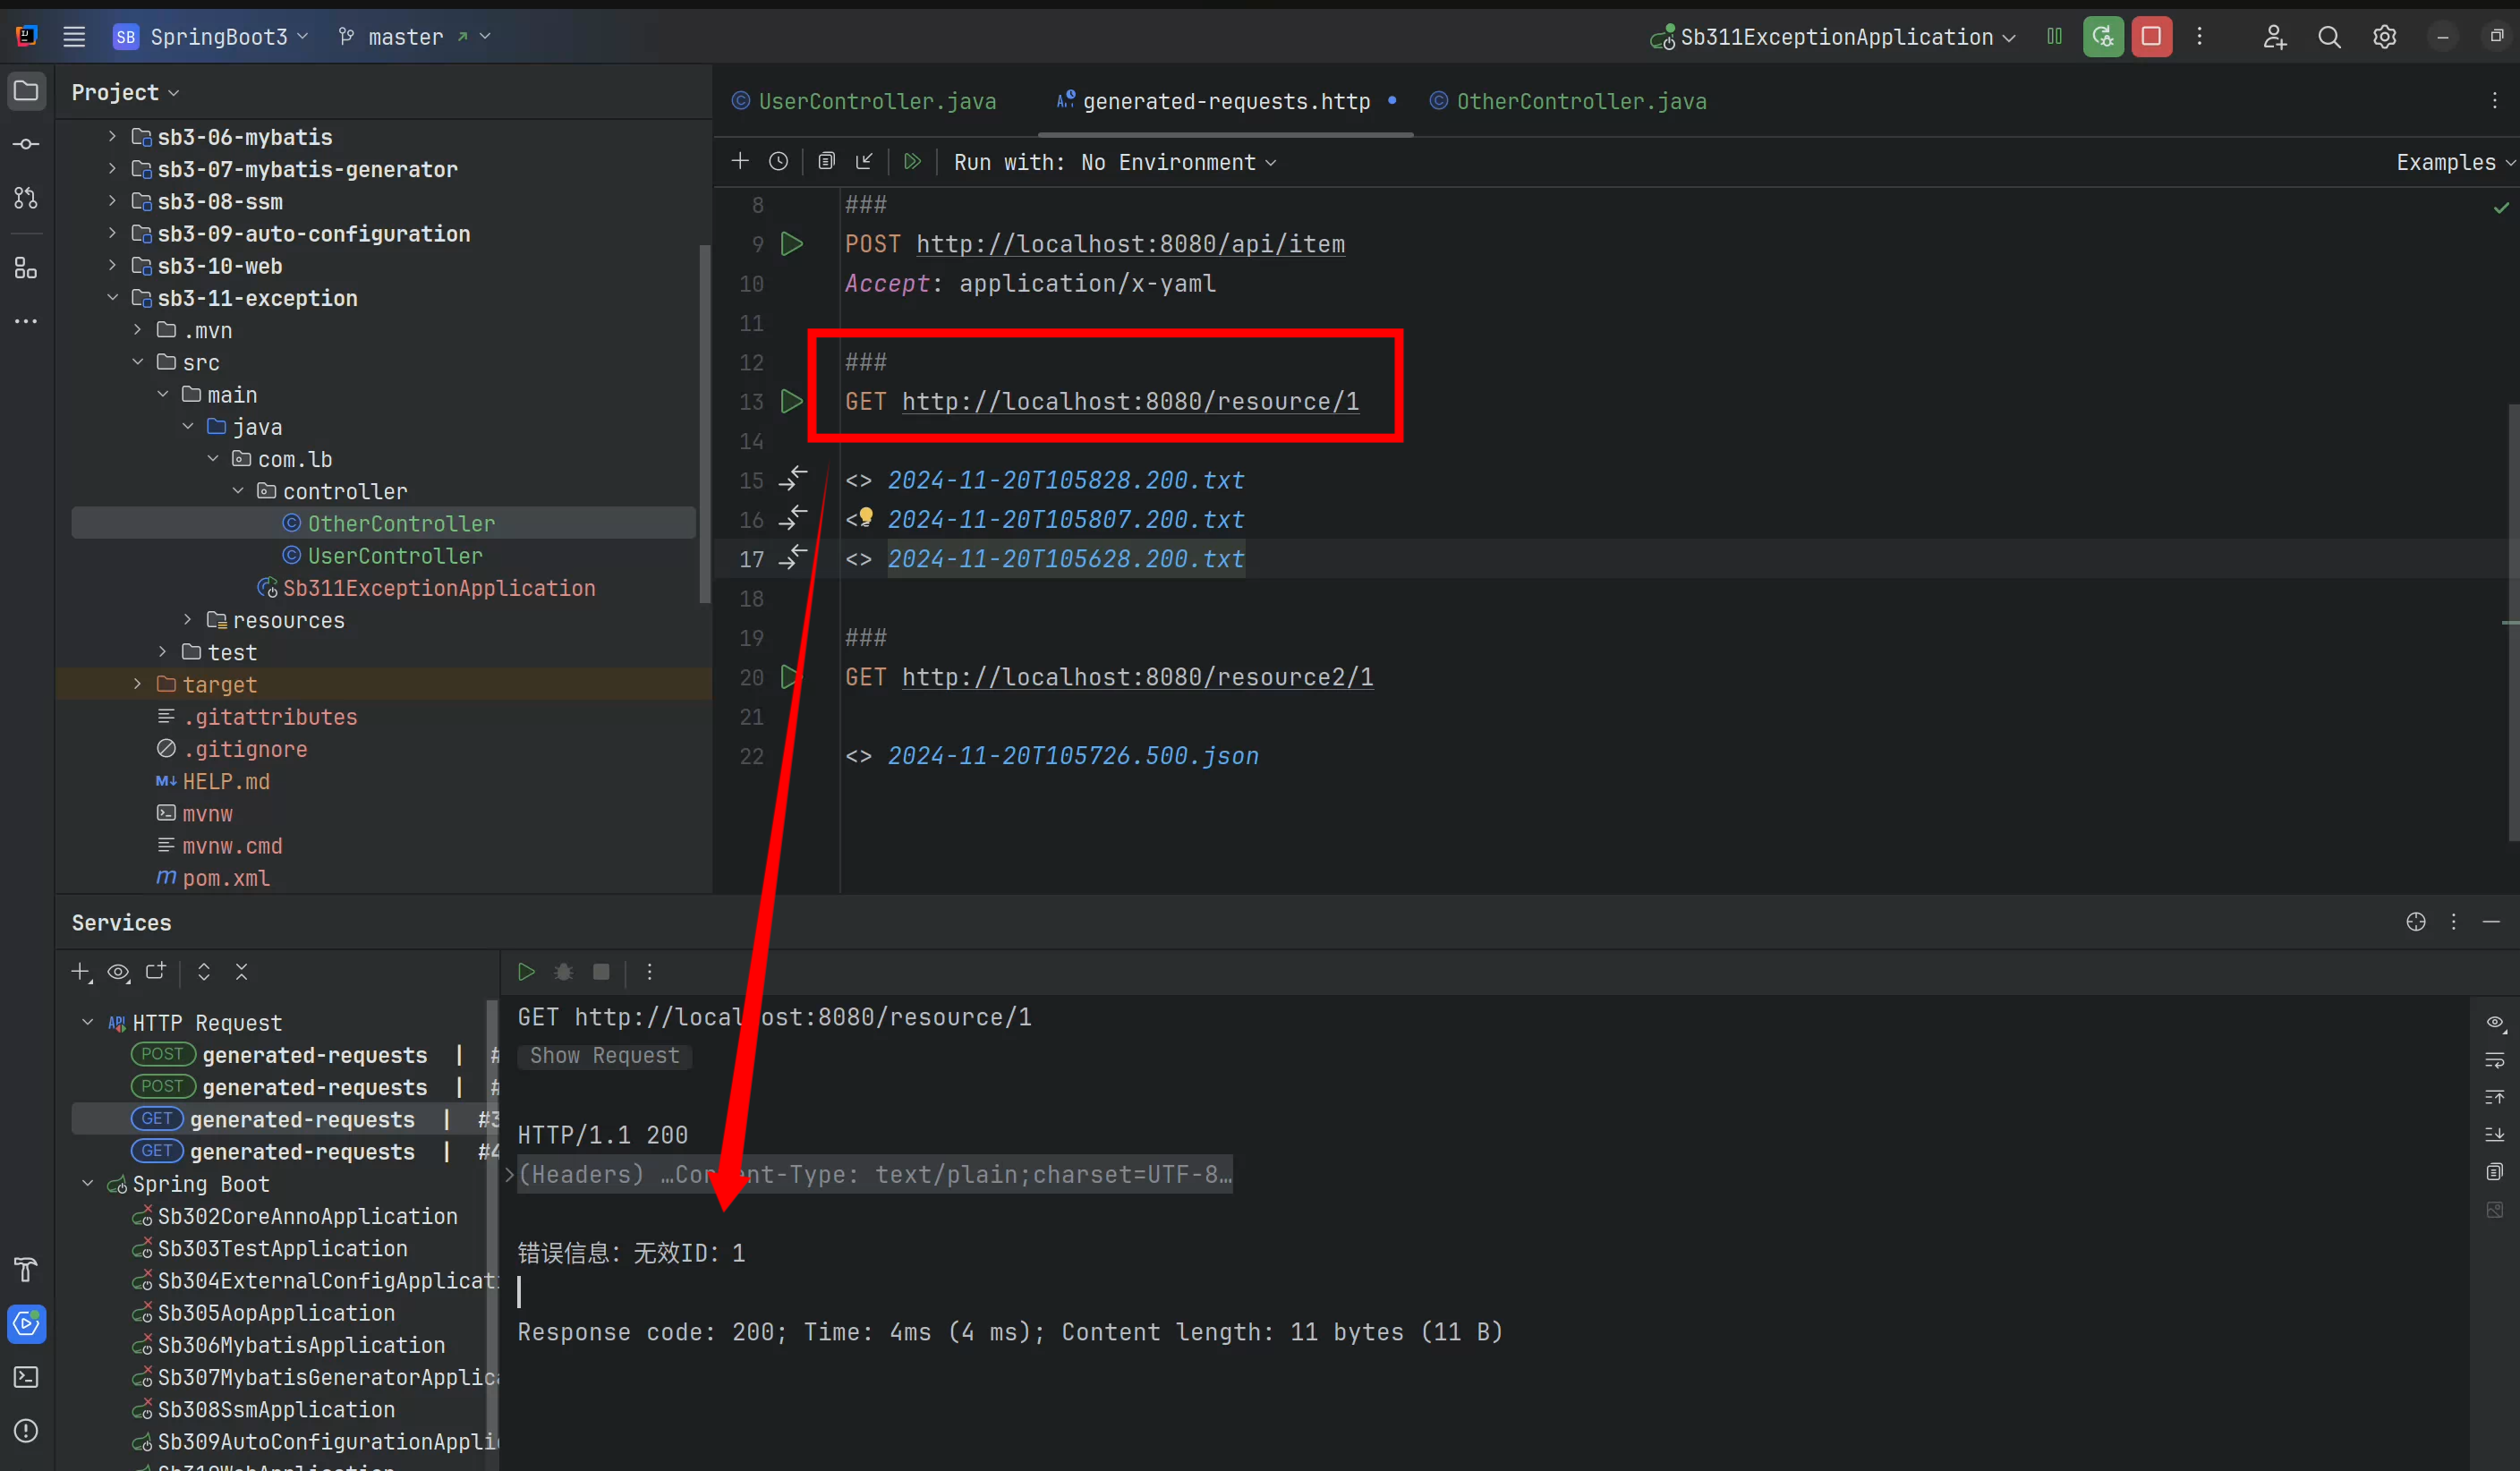 SB SpringBoot3 master Sb311ExceptionApplication
Project
sb3-06-mybatis
sb3-07-mybatis-generator
sb3-08-ssm
sb3-09-auto-configuration
sb3-10-web
sb3-11-exception
.mvn
src
main
java
com.lb
controller
OtherController
UserController
Sb311ExceptionApplication
resources
test
target
.gitattributes
.gitignore
HELP.md
mvnw
mvnw.cmd
pom.xml
UserController.java generated-requests.http OtherController.java
Run with: No Environment Examples
8 ###
9 POST http://localhost:8080/api/item
10 Accept: application/x-yaml
11
12 ###
13 GET http://localhost:8080/resource/1
14
15 <> 2024-11-20T105828.200.txt
16 < 2024-11-20T105807.200.txt
17 <> 2024-11-20T105628.200.txt
18
19 ###
20 GET http://localhost:8080/resource2/1
21
22 <> 2024-11-20T105726.500.json
Services
HTTP Request
POST generated-requests | #
POST generated-requests | #
GET generated-requests | #3
GET generated-requests | #4
Spring Boot
Sb302CoreAnnoApplication
Sb303TestApplication
Sb304ExternalConfigApplicat
Sb305AopApplication
Sb306MybatisApplication
Sb307MybatisGeneratorApplic
Sb308SsmApplication
Sb309AutoConfigurationAppli
GET http://localhost:8080/resource/1
Show Request
HTTP/1.1 200
(Headers) …Content-Type: text/plain;charset=UTF-8…
错误信息：无效ID：1
Response code: 200; Time: 4ms (4 ms); Content length: 11 bytes (11 B)